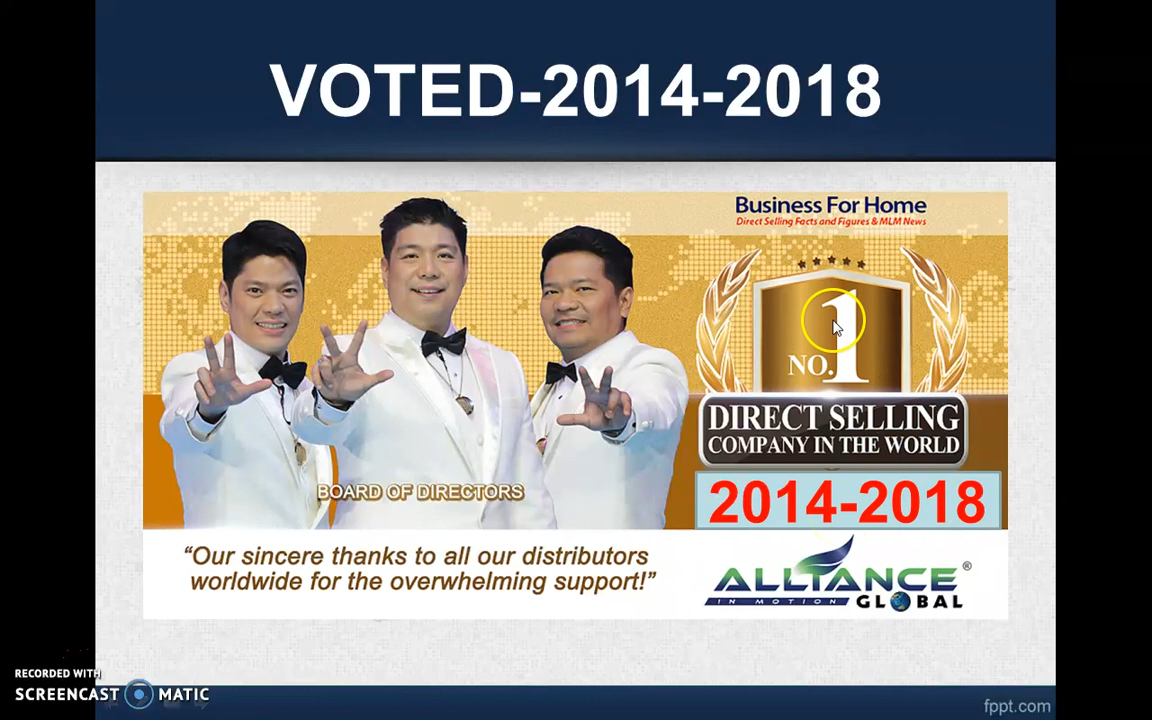 VOTED-2014-2018
Business For Home
Direct Selling Facts and Figures & MLM News
NO.1
DIRECT SELLING
COMPANY IN THE WORLD
BOARD OF DIRECTORS
2014-2018
“Our sincere thanks to all our distributors
worldwide for the overwhelming support!”
ALLIANCE®
IN MOTION GLOBAL
RECORDED WITH
SCREENCAST MATIC
fppt.com